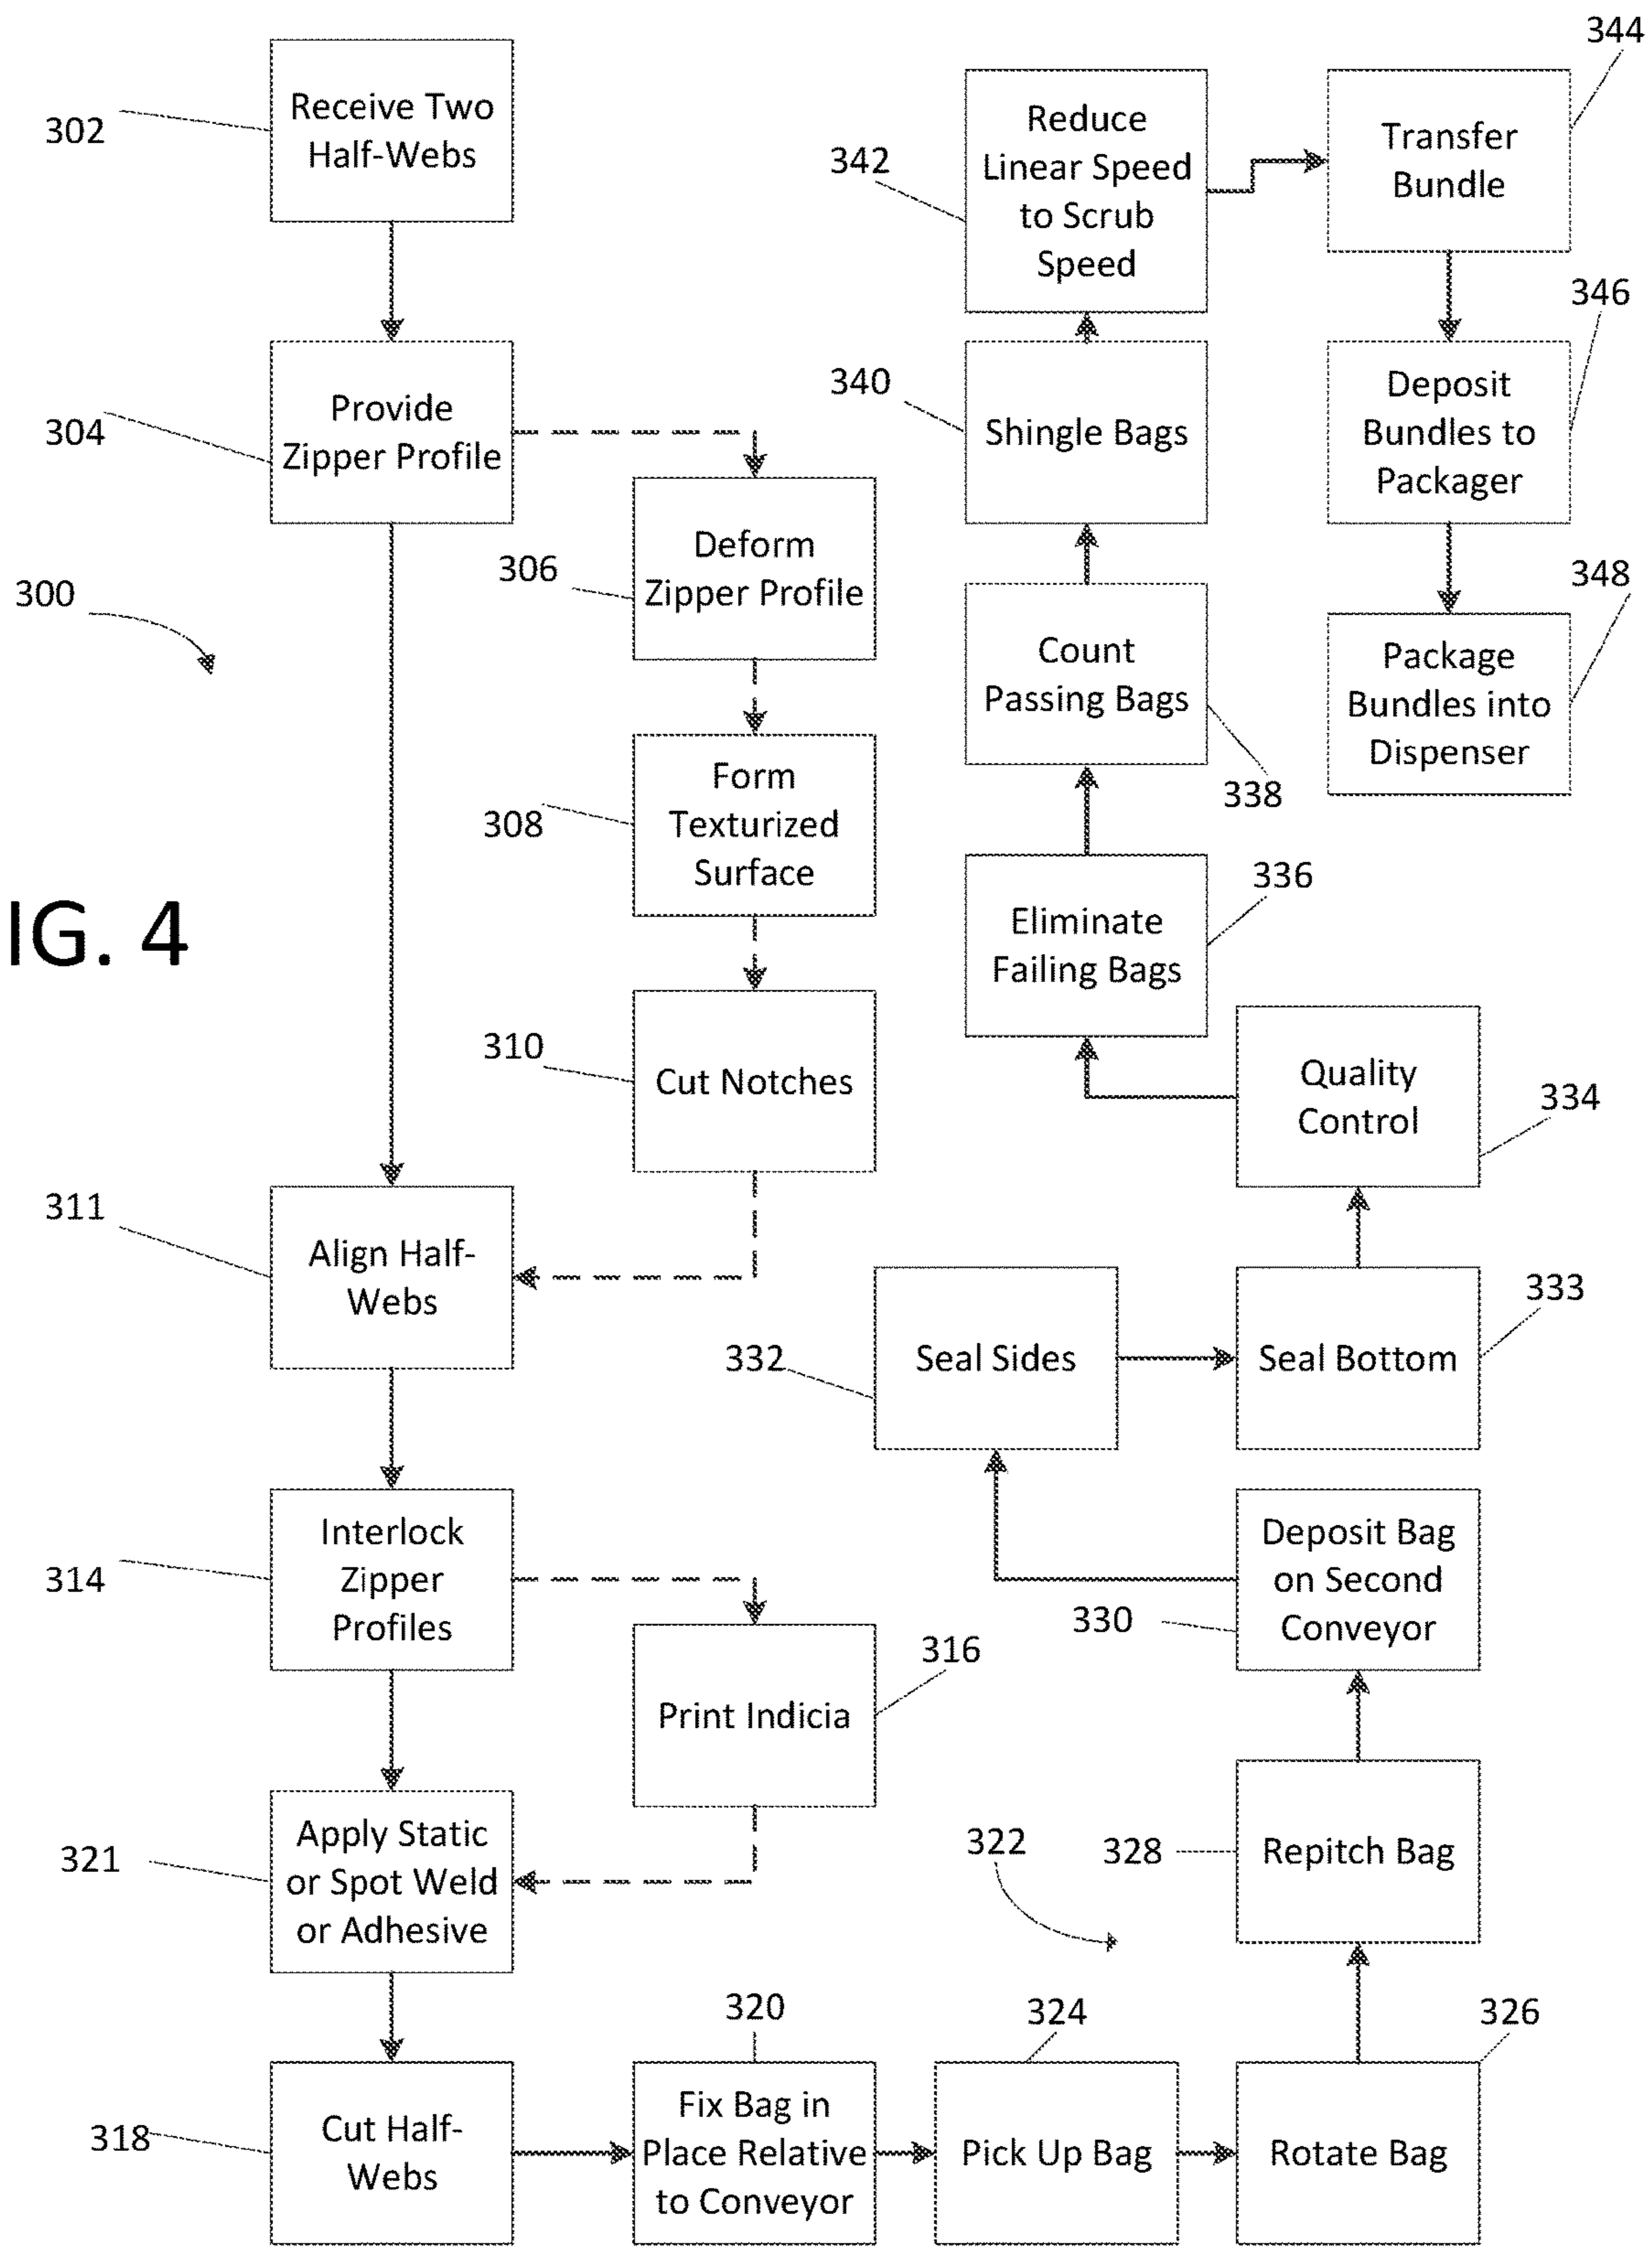 302
Receive Two
Half-Webs
304
Provide
Zipper Profile
300
306
Deform
Zipper Profile
308
Form
Texturized
Surface
IG. 4
310
Cut Notches
311
Align Half-
Webs
314
Interlock
Zipper
Profiles
316
Print Indicia
321
Apply Static
or Spot Weld
or Adhesive
318
Cut Half-
Webs
320
Fix Bag in
Place Relative
to Conveyor
324
Pick Up Bag
326
Rotate Bag
322
328
Repitch Bag
330
Deposit Bag
on Second
Conveyor
332
Seal Sides
333
Seal Bottom
334
Quality
Control
336
Eliminate
Failing Bags
338
Count
Passing Bags
340
Shingle Bags
342
Reduce
Linear Speed
to Scrub
Speed
344
Transfer
Bundle
346
Deposit
Bundles to
Packager
348
Package
Bundles into
Dispenser